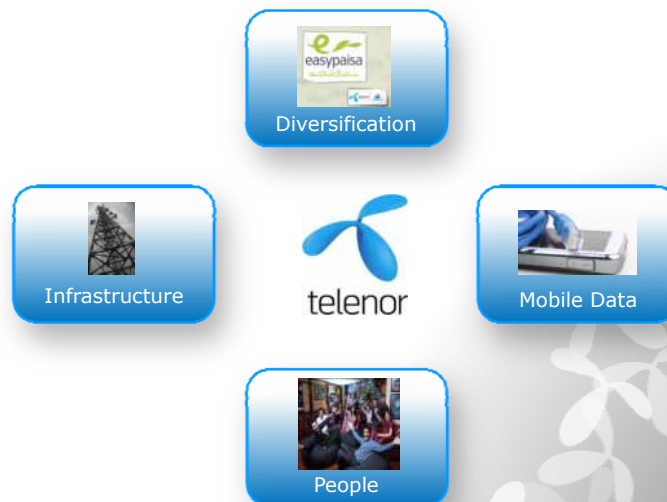 easypaisa
Diversification
Infrastructure
telenor
Mobile Data
People